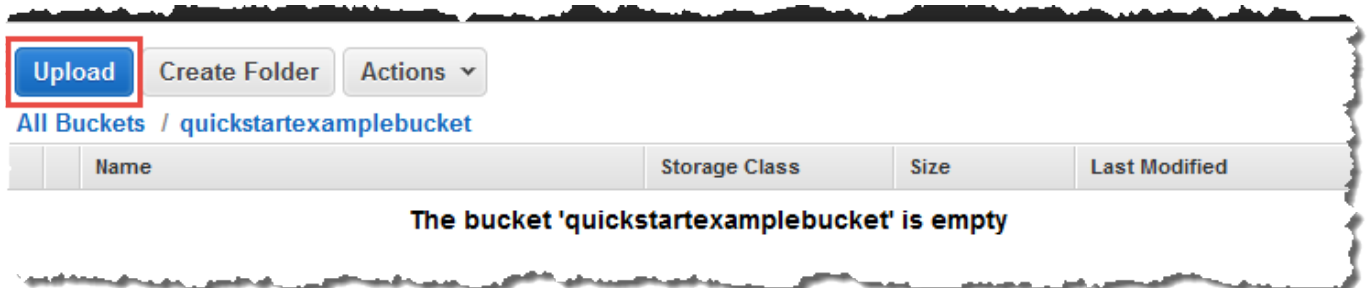 Upload Create Folder Actions
All Buckets / quickstartexamplebucket
Name Storage Class Size Last Modified
The bucket 'quickstartexamplebucket' is empty